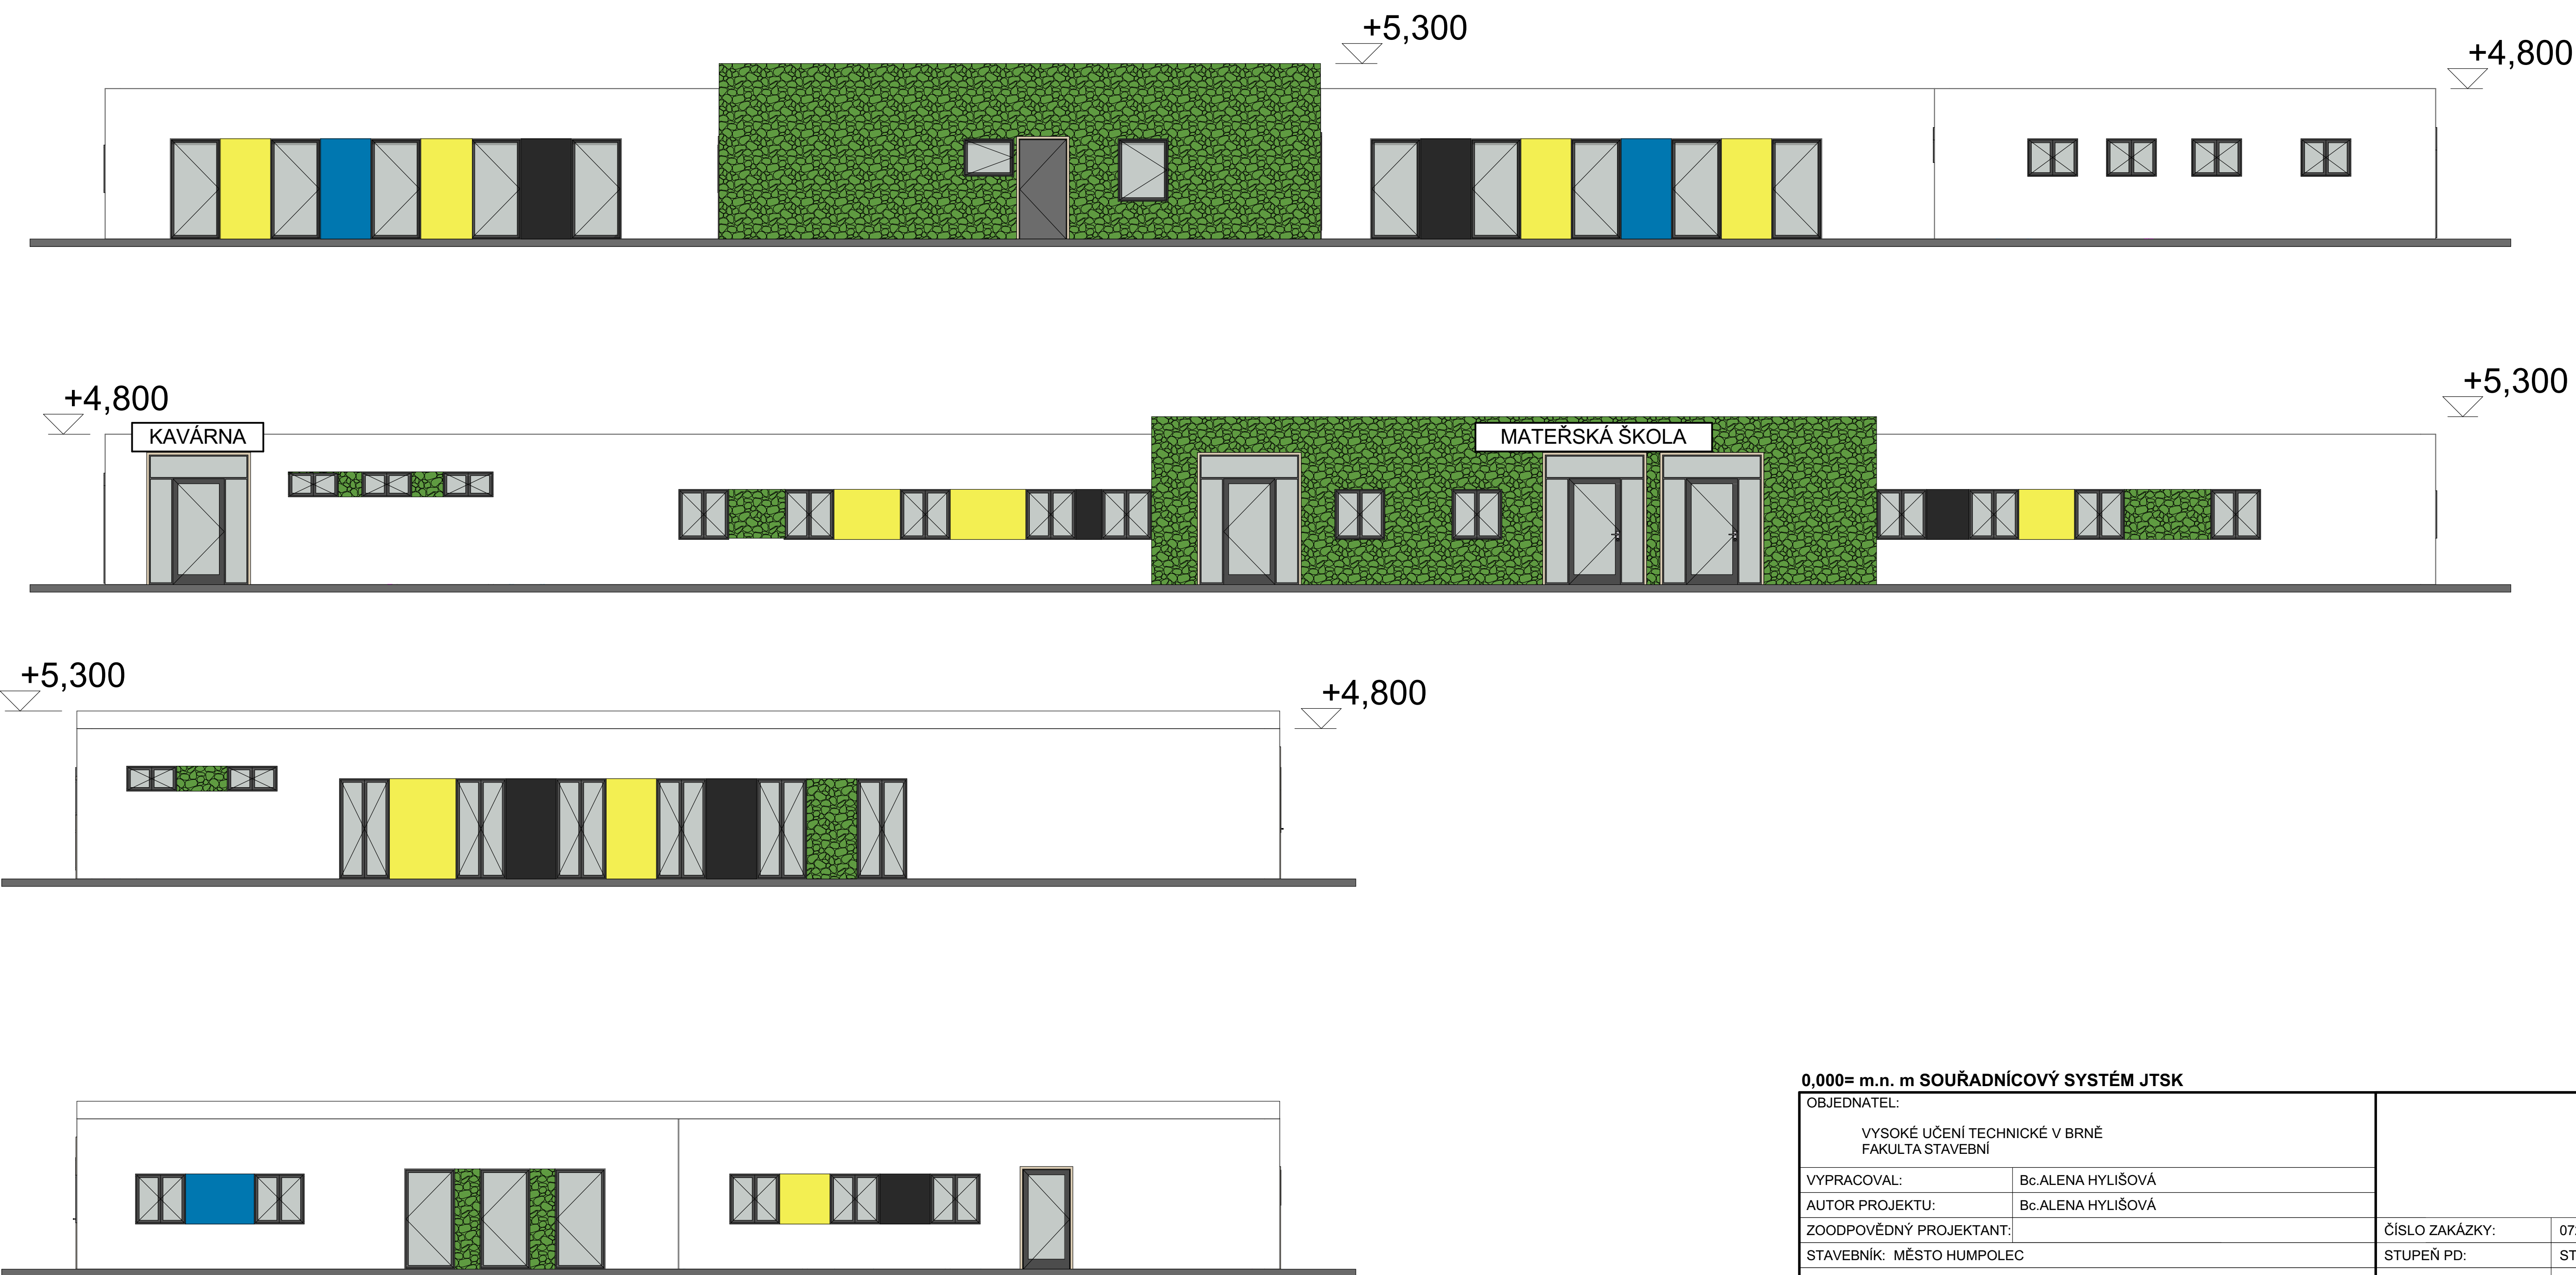 +5,300
+4,800
+4,800
+5,300
KAVÁRNA
MATEŘSKÁ ŠKOLA
+5,300
+4,800
0,000= m.n. m SOUŘADNÍCOVÝ SYSTÉM JTSK
OBJEDNATEL:
VYSOKÉ UČENÍ TECHNICKÉ V BRNĚ
FAKULTA STAVEBNÍ
VYPRACOVAL: Bc.ALENA HYLIŠOVÁ
AUTOR PROJEKTU: Bc.ALENA HYLIŠOVÁ
ZOODPOVĚDNÝ PROJEKTANT:
ČÍSLO ZAKÁZKY:
STAVEBNÍK: MĚSTO HUMPOLEC
STUPEŇ PD: